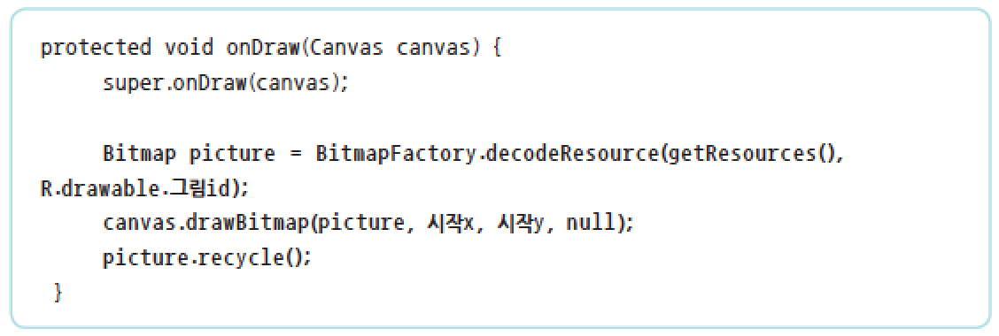 protected void onDraw(Canvas canvas) {
super.onDraw(canvas);
Bitmap picture = BitmapFactory.decodeResource(getResources(),
R.drawable.그림id);
canvas.drawBitmap(picture, 시작x, 시작y, null);
picture.recycle();
}